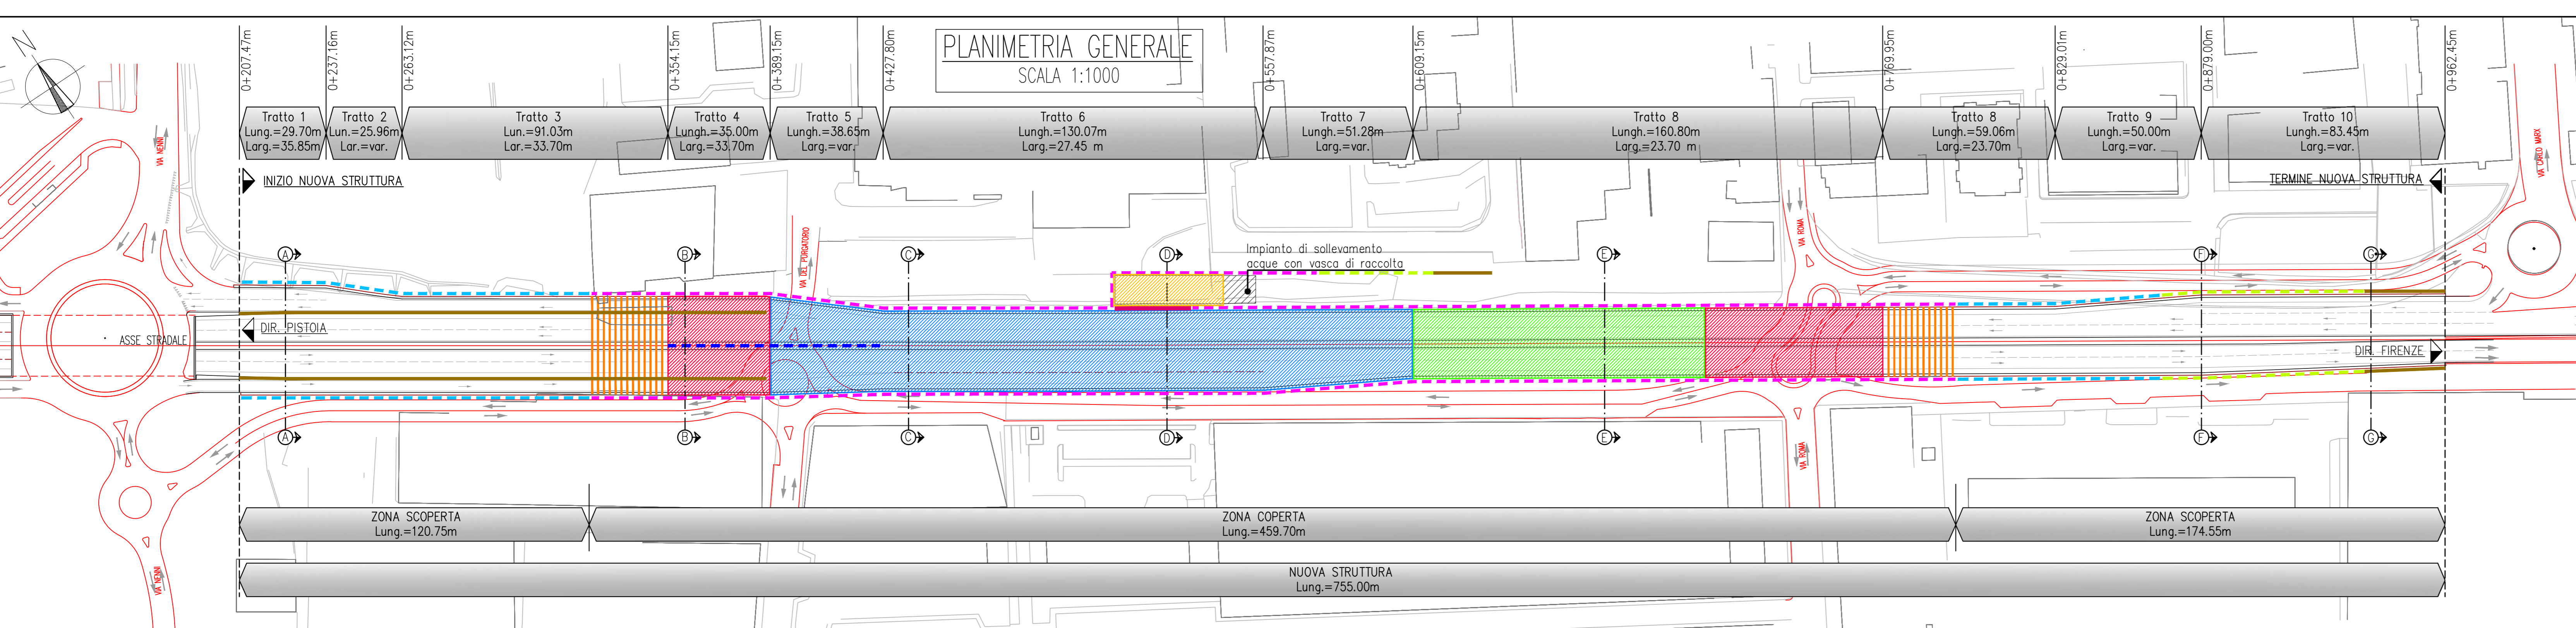 PLANIMETRIA GENERALE
SCALA 1:1000
N
0+207.47m
0+237.16m
0+263.12m
0+354.15m
0+389.15m
0+427.80m
0+557.87m
0+609.15m
0+769.95m
0+829.01m
0+879.00m
0+962.45m
Tratto 1
Lung.=29.70m
Larg.=35.85m
Tratto 2
Lun.=25.96m
Lar.=var.
Tratto 3
Lun.=91.03m
Lar.=33.70m
Tratto 4
Lungh.=35.00m
Larg.=33.70m
Tratto 5
Lungh.=38.65m
Larg.=var.
Tratto 6
Lungh.=130.07m
Larg.=27.45 m
Tratto 7
Lungh.=51.28m
Larg.=var.
Tratto 8
Lungh.=160.80m
Larg.=23.70 m
Tratto 8
Lungh.=59.06m
Larg.=23.70m
Tratto 9
Lungh.=50.00m
Larg.=var.
Tratto 10
Lungh.=83.45m
Larg.=var.
VIA NENNI
VIA CARLO MARX
INIZIO NUOVA STRUTTURA
TERMINE NUOVA STRUTTURA
VIA DEL PURGATORIO
VIA ROMA
Impianto di sollevamento
acque con vasca di raccolta
A
B
C
D
E
F
G
DIR. PISTOIA
ASSE STRADALE
DIR. FIRENZE
A
B
C
D
E
F
G
VIA ROMA
ZONA SCOPERTA
Lung.=120.75m
ZONA COPERTA
Lung.=459.70m
ZONA SCOPERTA
Lung.=174.55m
VIA NENNI
NUOVA STRUTTURA
Lung.=755.00m